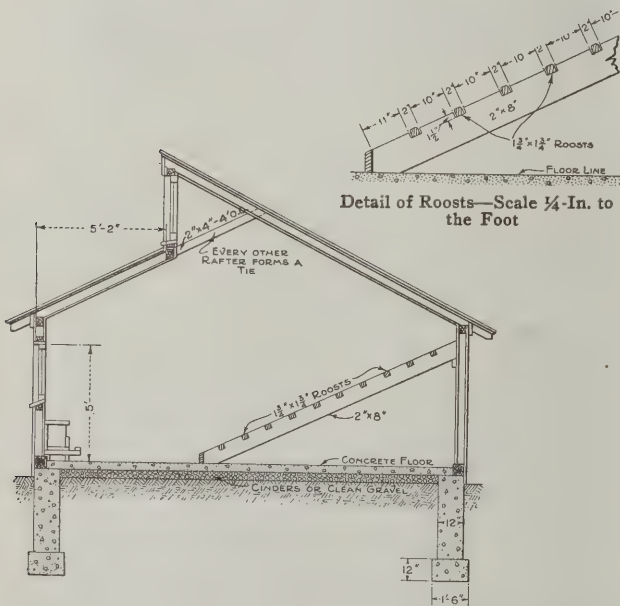 11" 2" 10" 2" 10" 2" 10 2" 10 2" 10"
1½"
2"x8"
1¾"x1¾" ROOSTS
FLOOR LINE
Detail of Roosts—Scale ¼-In. to
the Foot
5'-2"
2"x4"-4'0"
EVERY OTHER
RAFTER FORMS A
TIE
5'
1¾"x1¾" ROOSTS
2"x8"
CONCRETE FLOOR
CINDERS OR CLEAN GRAVEL
12"
12"
1'-6"